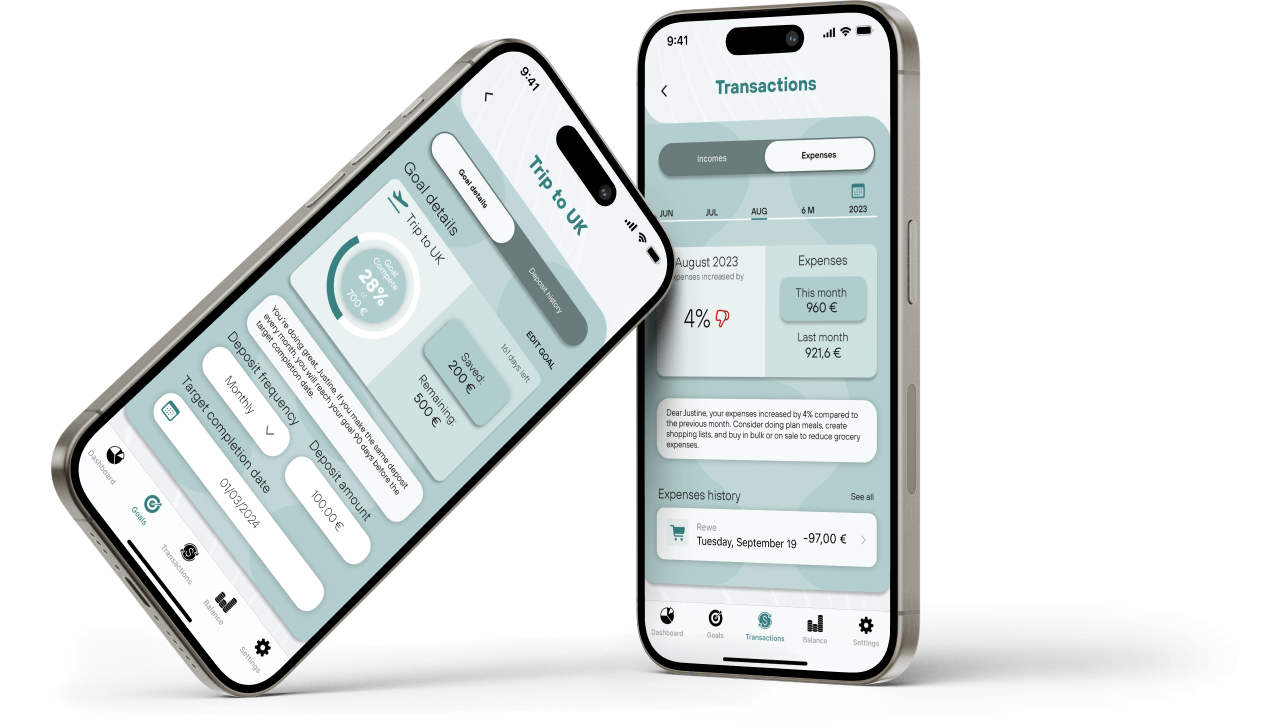 9:41
Trip to UK
Goal details
Deposit history
Goal details
EDIT GOAL
Trip to UK
161 days left
Goal
Compete
28%
of
700 €
Saved:
200 €
Remaining:
500 €
You're doing great, Justine. If you make the same deposit
every month, you will reach your goal 90 days before the
target completion date.
Deposit frequency
Deposit amount
Monthly
100,00 €
Target completion date
01/03/2024
Dashboard
Goals
Transactions
Balance
Settings
9:41
Transactions
Incomes
Expenses
JUN
JUL
AUG
6 M
2023
August 2023
xpenses increased by
4%
Expenses
This month
960 €
Last month
921,6 €
Dear Justine, your expenses increased by 4% compared to
the previous month. Consider doing plan meals, create
shopping lists, and buy in bulk or on sale to reduce grocery
expenses.
Expenses history
See all
Rewe
Tuesday, September 19
-97,00 €
Dashboard
Goals
Transactions
Balance
Settings